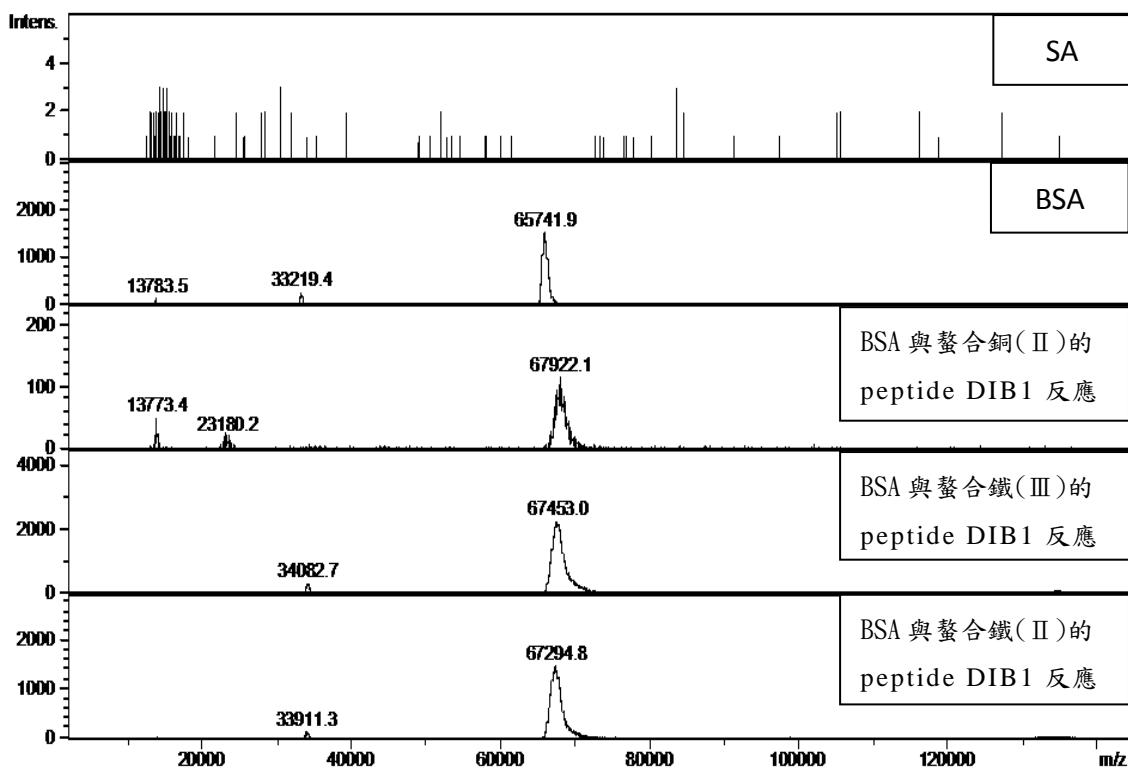 Intens.
SA
4
2
0
BSA
2000
1000
0
65741.9
33219.4
13783.5
BSA 與螯合銅(Ⅱ)的
peptide DIB1 反應
200
100
0
67922.1
13773.4
23180.2
BSA 與螯合鐵(Ⅲ)的
peptide DIB1 反應
4000
2000
0
67453.0
34082.7
BSA 與螯合鐵(Ⅱ)的
peptide DIB1 反應
2000
1000
0
67294.8
33911.3
20000 40000 60000 80000 100000 120000 m/z